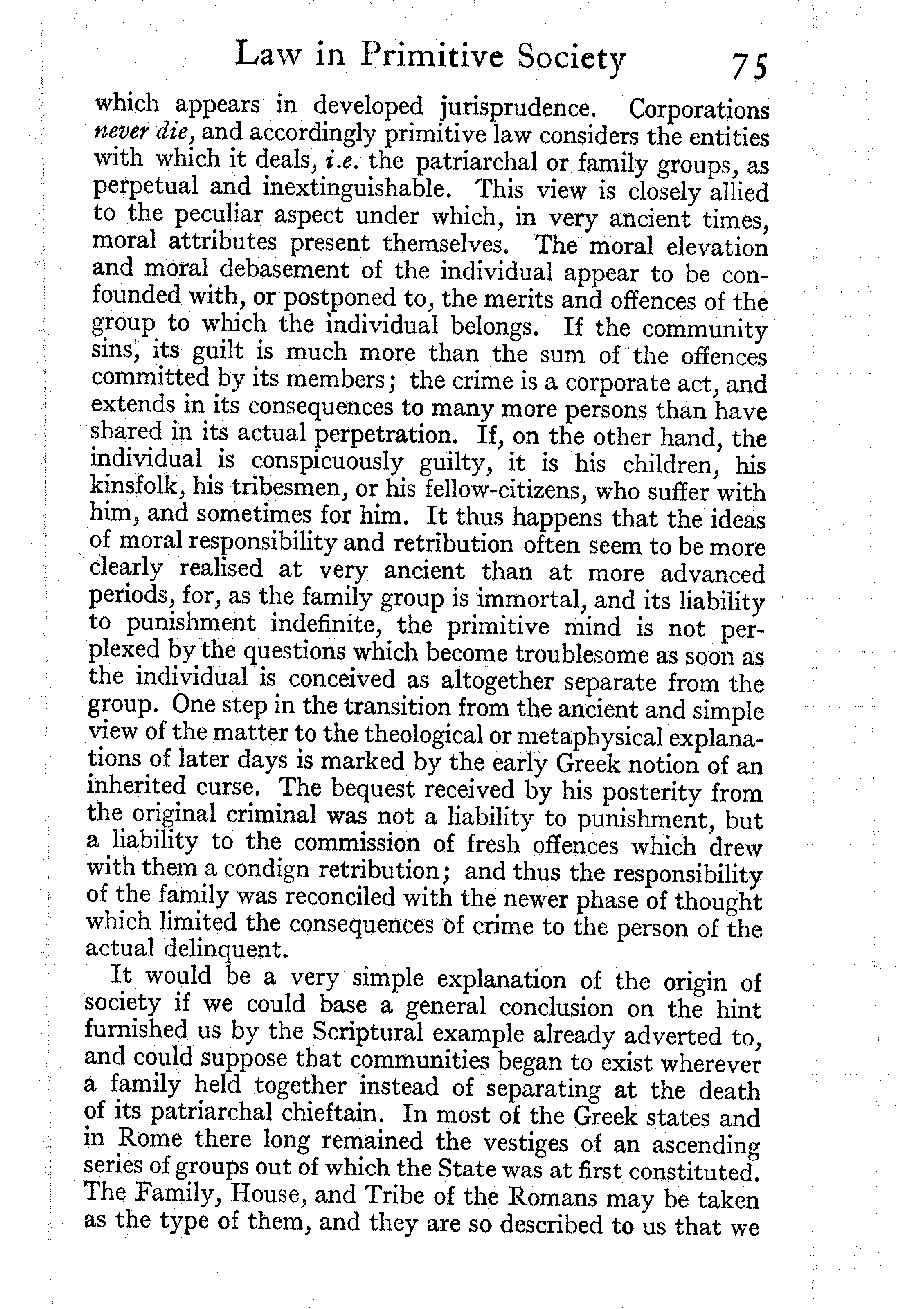 Law in Primitive Society 75
which appears in developed jurisprudence. Corporations
never die, and accordingly primitive law considers the entities
with which it deals, i.e. the patriarchal or family groups, as
perpetual and inextinguishable. This view is closely allied
to the peculiar aspect under which, in very ancient times,
moral attributes present themselves. The moral elevation
and moral debasement of the individual appear to be con-
founded with, or postponed to, the merits and offences of the
group to which the individual belongs. If the community
sins, its guilt is much more than the sum of the offences
committed by its members; the crime is a corporate act, and
extends in its consequences to many more persons than have
shared in its actual perpetration. If, on the other hand, the
individual is conspicuously guilty, it is his children, his
kinsfolk, his tribesmen, or his fellow-citizens, who suffer with
him, and sometimes for him. It thus happens that the ideas
of moral responsibility and retribution often seem to be more
clearly realised at very ancient than at more advanced
periods, for, as the family group is immortal, and its liability
to punishment indefinite, the primitive mind is not per-
plexed by the questions which become troublesome as soon as
the individual is conceived as altogether separate from the
group. One step in the transition from the ancient and simple
view of the matter to the theological or metaphysical explana-
tions of later days is marked by the early Greek notion of an
inherited curse. The bequest received by his posterity from
the original criminal was not a liability to punishment, but
a liability to the commission of fresh offences which drew
with them a condign retribution; and thus the responsibility
of the family was reconciled with the newer phase of thought
which limited the consequences of crime to the person of the
actual delinquent.
It would be a very simple explanation of the origin of
society if we could base a general conclusion on the hint
furnished us by the Scriptural example already adverted to,
and could suppose that communities began to exist wherever
a family held together instead of separating at the death
of its patriarchal chieftain. In most of the Greek states and
in Rome there long remained the vestiges of an ascending
series of groups out of which the State was at first constituted.
The Family, House, and Tribe of the Romans may be taken
as the type of them, and they are so described to us that we